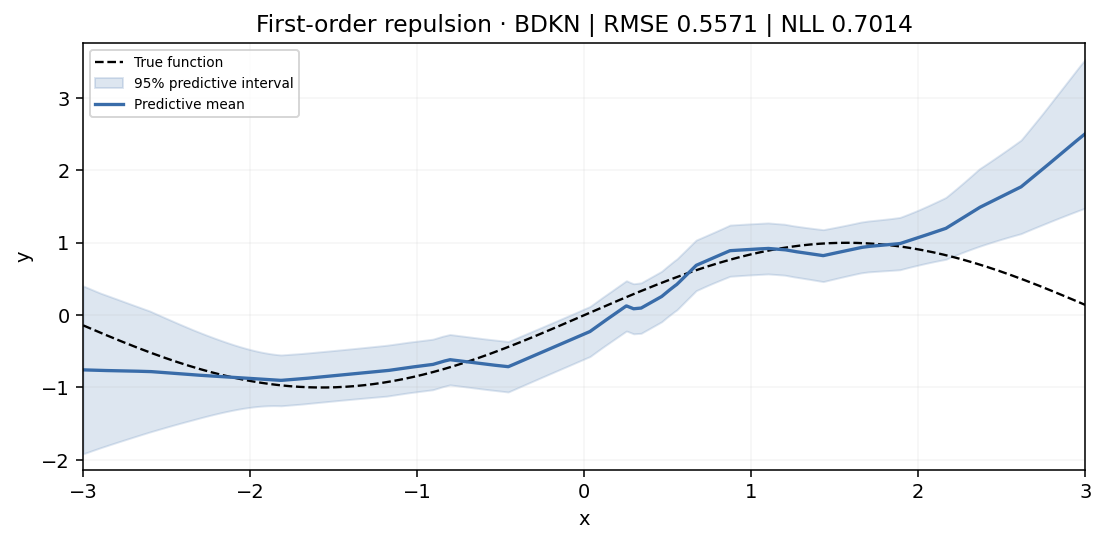 First-order repulsion · BDKN | RMSE 0.5571 | NLL 0.7014
True function
95% predictive interval
Predictive mean
3
2
1
0
−1
−2
y
−3 −2 −1 0 1 2 3
x